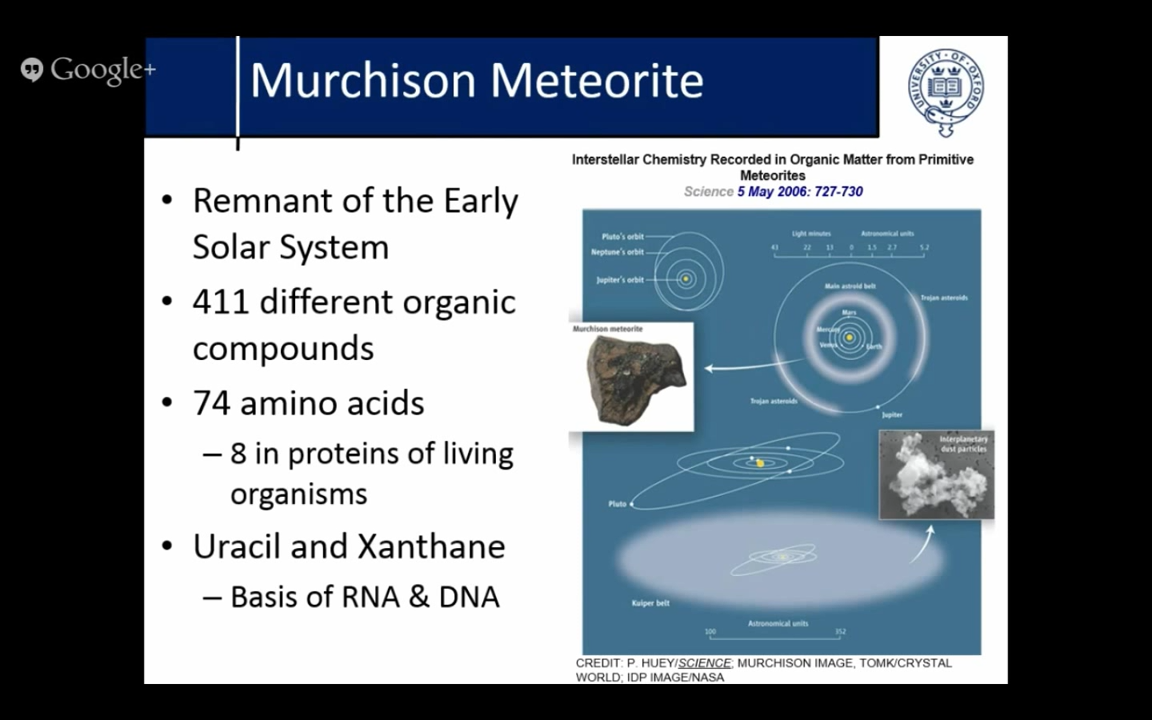 Google+
Murchison Meteorite
UNIVERSITY OF OXFORD
• Remnant of the Early
Solar System
• 411 different organic
compounds
• 74 amino acids
– 8 in proteins of living
organisms
• Uracil and Xanthane
– Basis of RNA & DNA
Interstellar Chemistry Recorded in Organic Matter from Primitive
Meteorites
Science 5 May 2006: 727-730
Pluto's orbit
Neptune's orbit
Jupiter's orbit
Light minutes
Astronomical units
43 22 13 0 1.5 2.7 5.2
Main astroid belt
Trojan asteroids
Mars
Mercury
Venus
Earth
Murchison meteorite
Trojan asteroids
Jupiter
Interplanetary
dust particles
Pluto
Kuiper belt
Astronomical units
100 352
CREDIT: P. HUEY/SCIENCE; MURCHISON IMAGE, TOMK/CRYSTAL
WORLD; IDP IMAGE/NASA